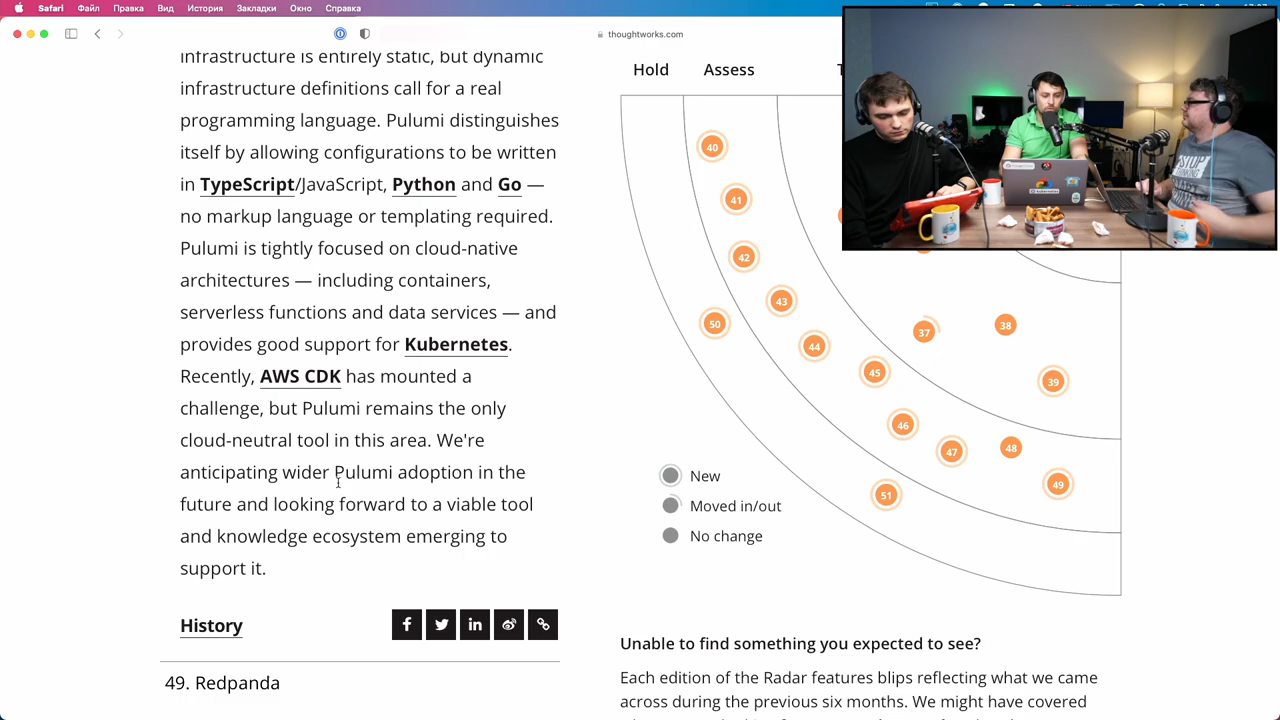 Safari Файл Правка Вид История Закладки Окно Справка
thoughtworks.com
infrastructure is entirely static, but dynamic
infrastructure definitions call for a real
programming language. Pulumi distinguishes
itself by allowing configurations to be written
in TypeScript/JavaScript, Python and Go —
no markup language or templating required.
Pulumi is tightly focused on cloud-native
architectures — including containers,
serverless functions and data services — and
provides good support for Kubernetes.
Recently, AWS CDK has mounted a
challenge, but Pulumi remains the only
cloud-neutral tool in this area. We're
anticipating wider Pulumi adoption in the
future and looking forward to a viable tool
and knowledge ecosystem emerging to
support it.
History
49. Redpanda
Hold Assess
40
41
42
43
50
44
45
37
38
39
46
47
48
49
51
New
Moved in/out
No change
Unable to find something you expected to see?
Each edition of the Radar features blips reflecting what we came
across during the previous six months. We might have covered
STOP